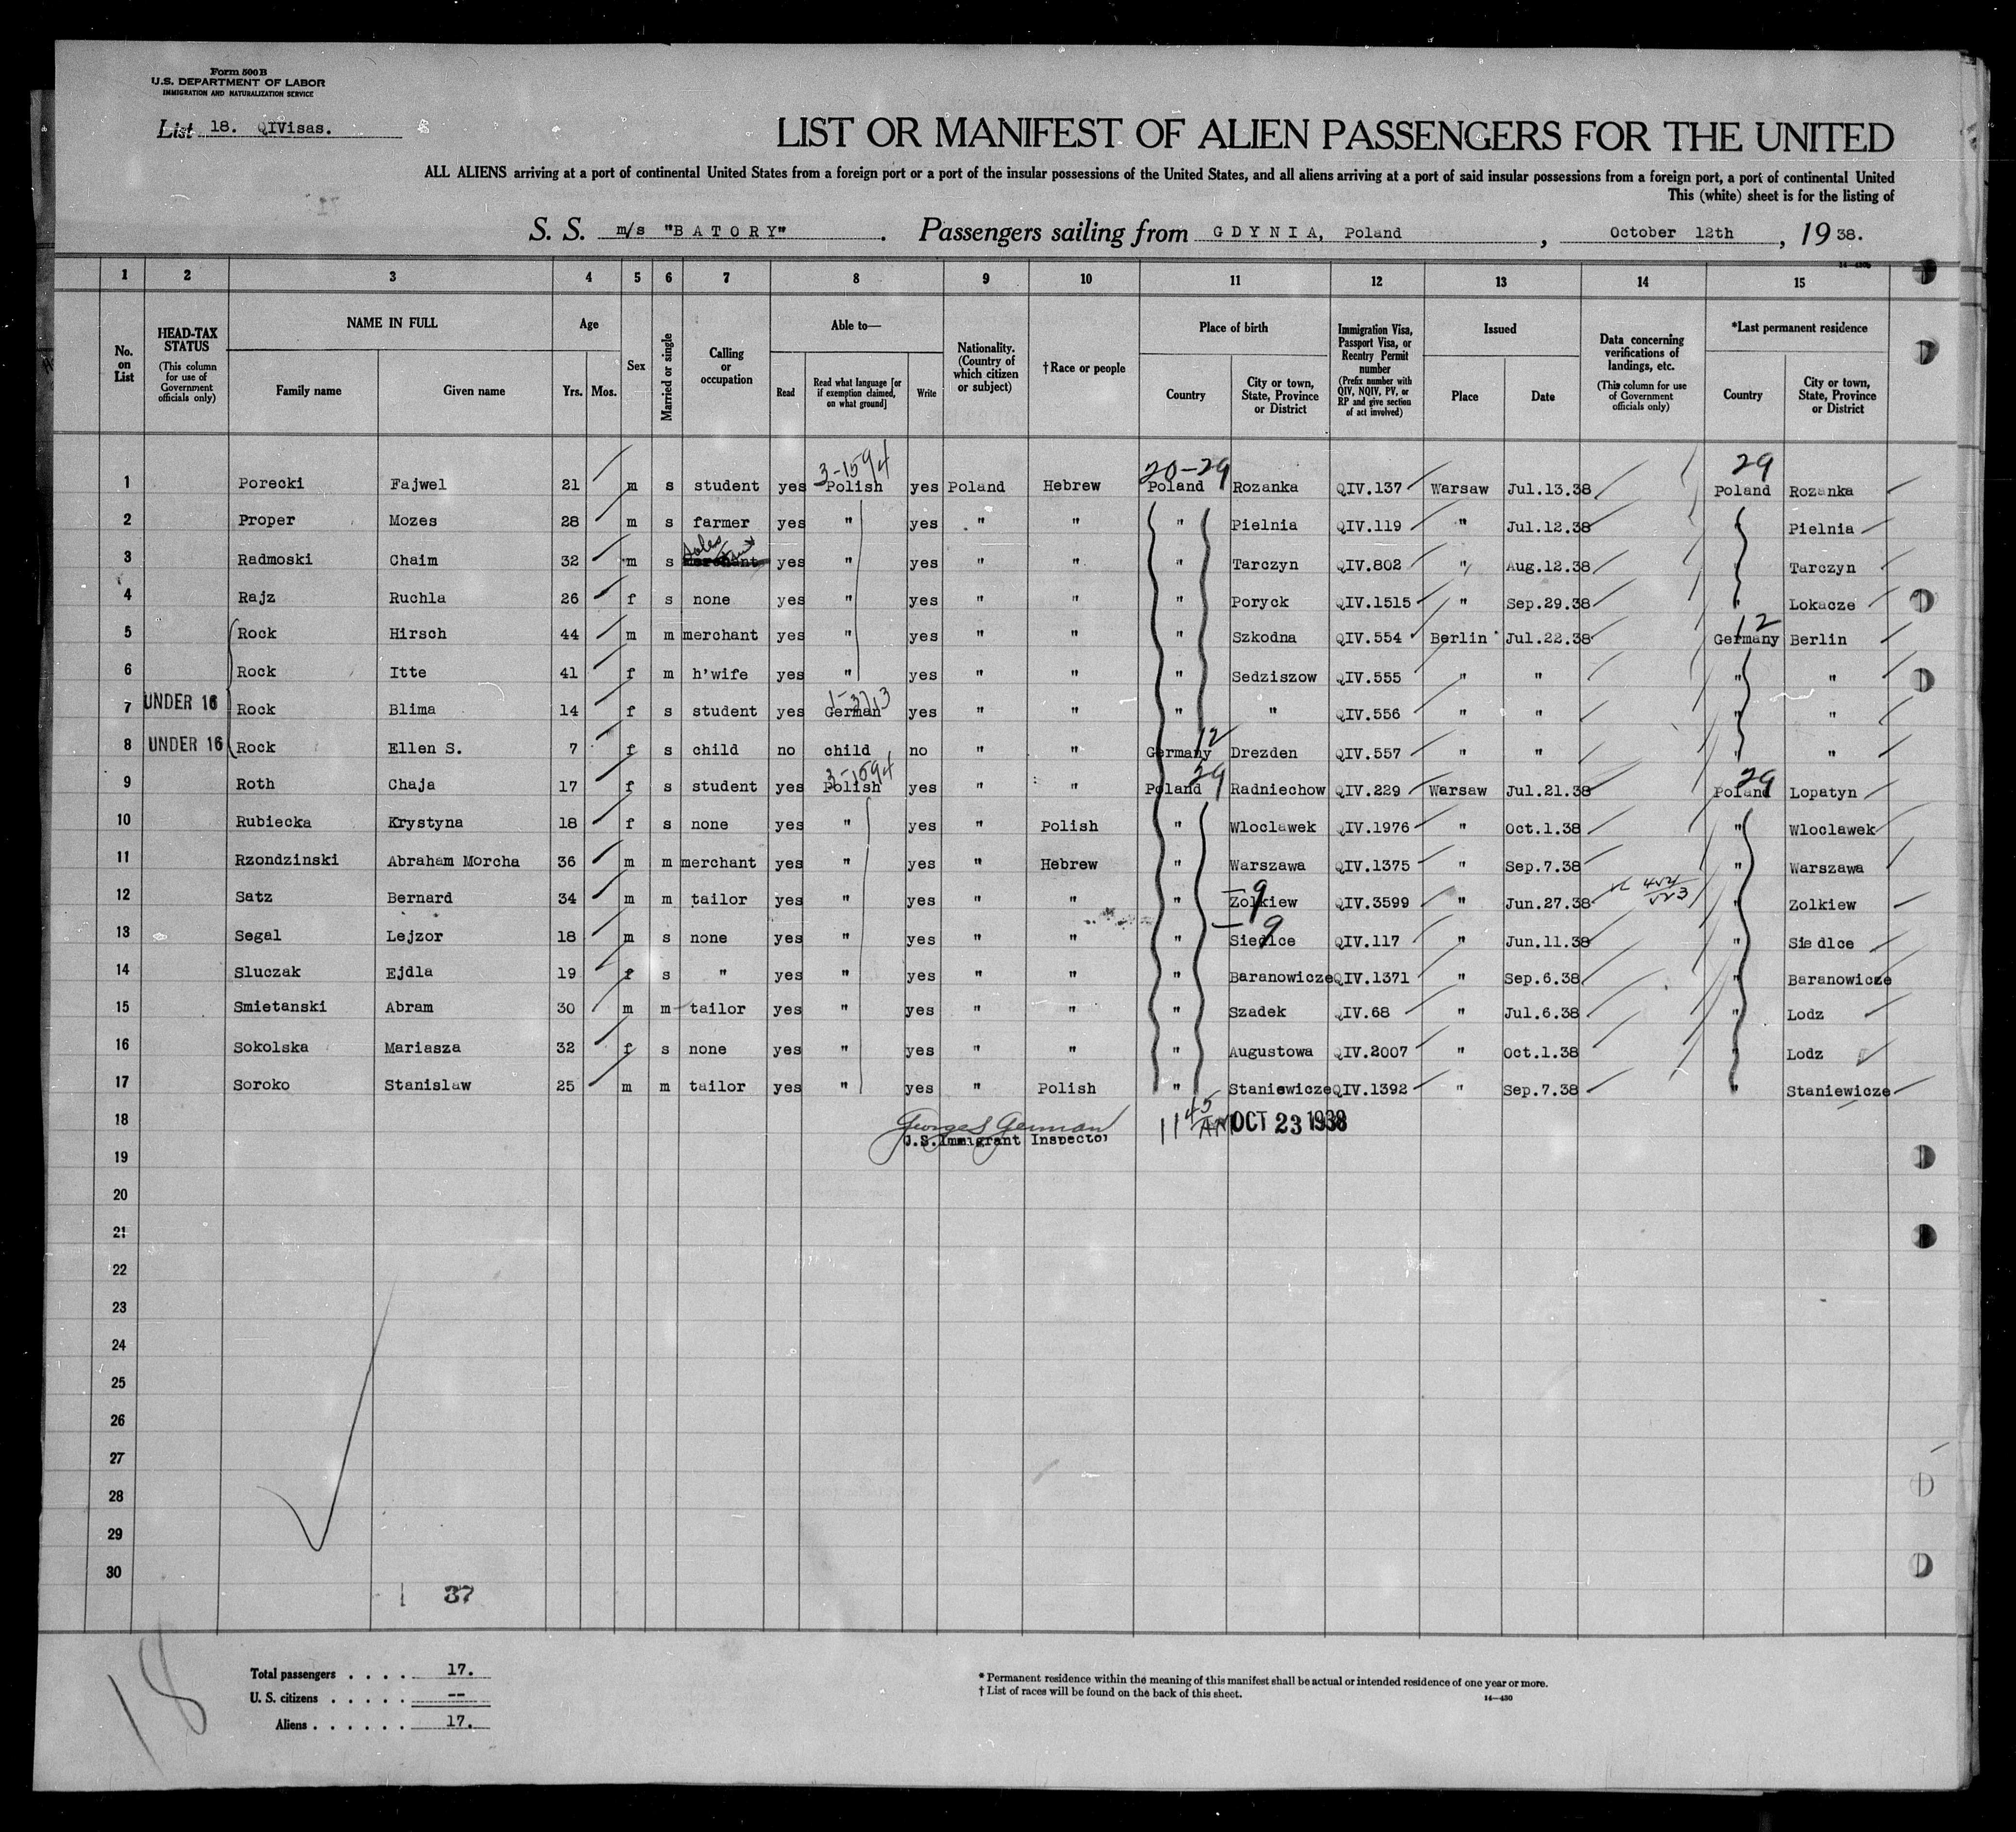 Form 500B
U.S. DEPARTMENT OF LABOR
IMMIGRATION AND NATURALIZATION SERVICE
List 18. QIVisas.
LIST OR MANIFEST OF ALIEN PASSENGERS FOR THE UNITED
ALL ALIENS arriving at a port of continental United States from a foreign port or a port of the insular possessions of the United States, and all aliens arriving at a port of said insular possessions from a foreign port, a port of continental United
This (white) sheet is for the listing of
S. S. m/s "BATORY" . Passengers sailing from GDYNIA, Poland , October 12th , 19 38.
1 2 3 4 5 6 7 8 9 10 11 12 13 14 15
No. on List
HEAD-TAX STATUS (This column for use of Government officials only)
NAME IN FULL Family name Given name
Age Yrs. Mos.
Sex
Married or single
Calling or occupation
Able to— Read Read what language [or if exemption claimed, on what ground] Write
Nationality. (Country of which citizen or subject)
†Race or people
Place of birth Country City or town, State, Province or District
Immigration Visa, Passport Visa, or Reentry Permit number (Prefix number with QIV, NQIV, PV, or RP and give section of act involved)
Issued Place Date
Data concerning verifications of landings, etc. (This column for use of Government officials only)
*Last permanent residence Country City or town, State, Province or District
3-1594 20-29 29
1 Porecki Fajwel 21 m s student yes Polish yes Poland Hebrew Poland Rozanka QIV.137 Warsaw Jul.13.38 Poland Rozanka
2 Proper Mozes 28 m s farmer yes " yes " " " Pielnia QIV.119 " Jul.12.38 " Pielnia
3 Radmoski Chaim 32 m s merchant yes " yes " " " Tarczyn QIV.802 " Aug.12.38 " Tarczyn
4 Rajz Ruchla 26 f s none yes " yes " " " Poryck QIV.1515 " Sep.29.38 " Lokacze
12
5 Rock Hirsch 44 m m merchant yes " yes " " " Szkodna QIV.554 Berlin Jul.22.38 Germany Berlin
6 Rock Itte 41 f m h'wife yes " yes " " " Sedziszow QIV.555 " " " "
7 UNDER 16 Rock Blima 14 f s student yes German yes " " " " QIV.556 " " " "
12
8 UNDER 16 Rock Ellen S. 7 f s child no child no " " Germany Drezden QIV.557 " " " "
3-1594 29 29
9 Roth Chaja 17 f s student yes Polish yes " " Poland Radniechow QIV.229 Warsaw Jul.21.38 Poland Lopatyn
10 Rubiecka Krystyna 18 f s none yes " yes " Polish " Wloclawek QIV.1976 " Oct.1.38 " Wloclawek
11 Rzondzinski Abraham Morcha 36 m m merchant yes " yes " Hebrew " Warszawa QIV.1375 " Sep.7.38 " Warszawa
-9
12 Satz Bernard 34 m m tailor yes " yes " " " Zolkiew QIV.3599 " Jun.27.38 " Zolkiew
-9
13 Segal Lejzor 18 m s none yes " yes " " " Siedlce QIV.117 " Jun.11.38 " Siedlce
14 Sluczak Ejdla 19 f s " yes " yes " " " Baranowicze QIV.1371 " Sep.6.38 " Baranowicze
15 Smietanski Abram 30 m m tailor yes " yes " " " Szadek QIV.68 " Jul.6.38 " Lodz
16 Sokolska Mariasza 32 f s none yes " yes " " " Augustowa QIV.2007 " Oct.1.38 " Lodz
17 Soroko Stanislaw 25 m m tailor yes " yes " Polish " Staniewicze QIV.1392 " Sep.7.38 " Staniewicze
18 George S German 11 45 AM OCT 23 1938
U.S. Immigrant Inspector
19
20
21
22
23
24
25
26
27
28
29
30
37
18
Total passengers . . . . 17.
U. S. citizens . . . . . --
Aliens . . . . . . 17.
* Permanent residence within the meaning of this manifest shall be actual or intended residence of one year or more.
† List of races will be found on the back of this sheet.
14—430